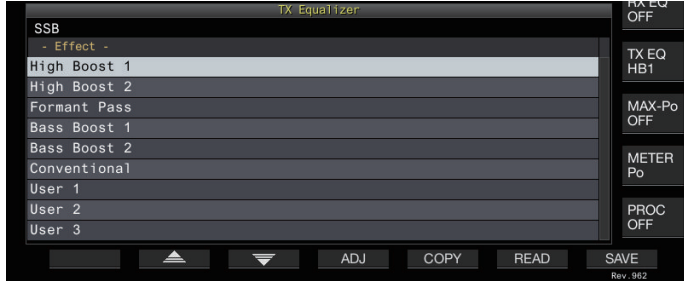 TX Equalizer
SSB
- Effect -
High Boost 1
High Boost 2
Formant Pass
Bass Boost 1
Bass Boost 2
Conventional
User 1
User 2
User 3
RX EQ
OFF
TX EQ
HB1
MAX-Po
OFF
METER
Po
PROC
OFF
ADJ
COPY
READ
SAVE
Rev.962